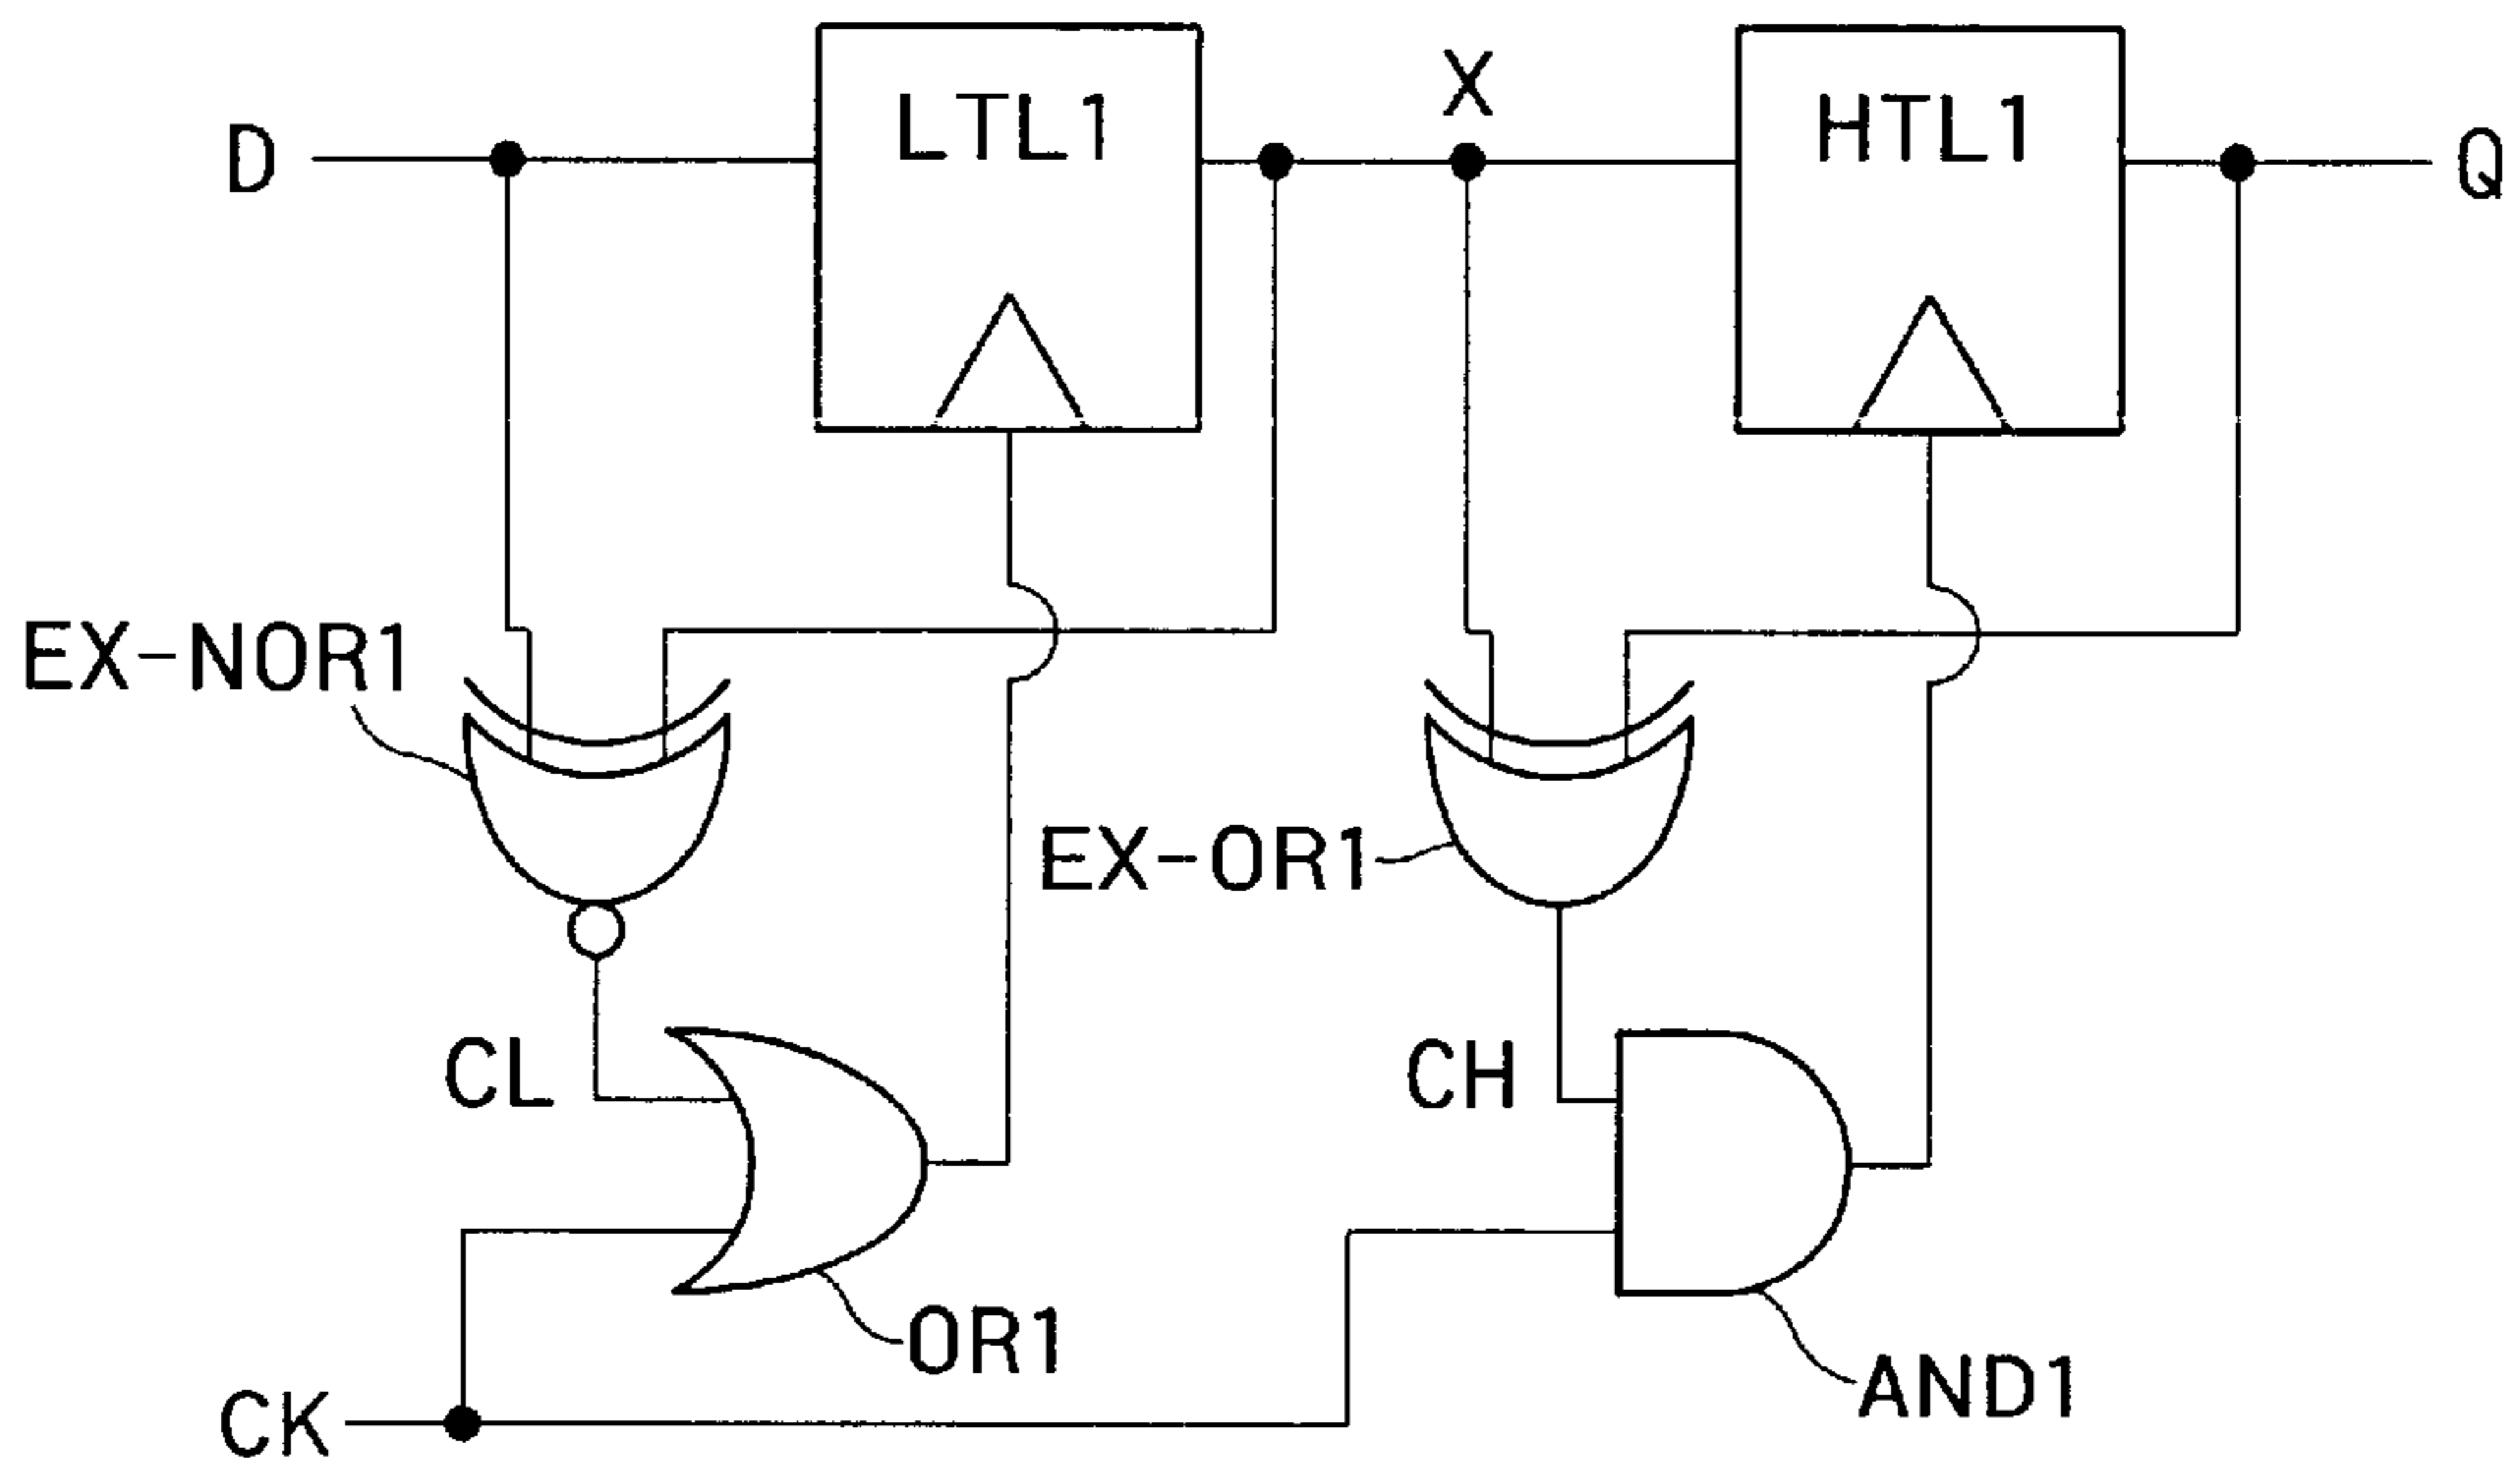 D
LTL1
X
HTL1
Q
EX-NOR1
EX-OR1
CL
CH
OR1
AND1
CK